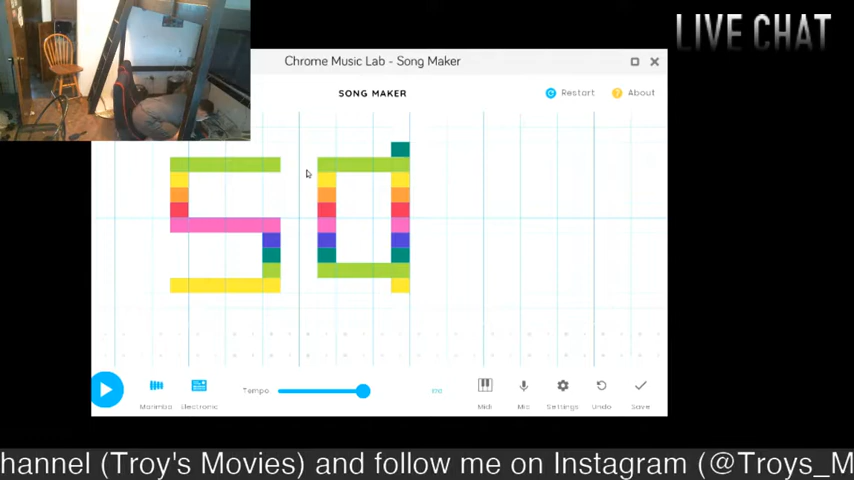 LIVE CHAT
Chrome Music Lab - Song Maker
SONG MAKER
Restart
? About
Tempo
Marimba
Electronic
Midi
Mic
Settings
Undo
Save
hannel (Troy's Movies) and follow me on Instagram (@Troys_M